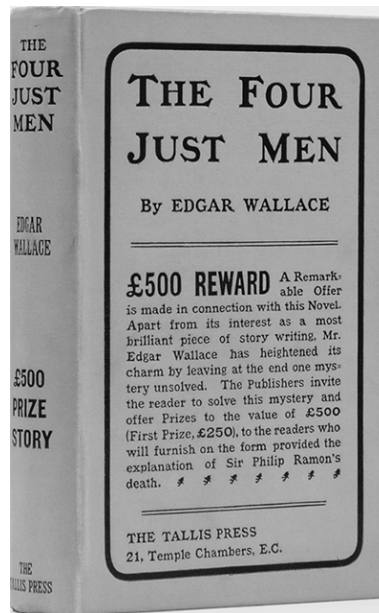 THE
FOUR
JUST
MEN
EDGAR
WALLACE
£500
PRIZE
STORY
THE
TALLIS PRESS
THE FOUR
JUST MEN
By EDGAR WALLACE
£500 REWARD A Remark-
able Offer
is made in connection with this Novel.
Apart from its interest as a most
brilliant piece of story writing, Mr.
Edgar Wallace has heightened its
charm by leaving at the end one mys-
tery unsolved. The Publishers invite
the reader to solve this mystery and
offer Prizes to the value of £500
(First Prize, £250), to the readers who
will furnish on the form provided the
explanation of Sir Philip Ramon's
death.
THE TALLIS PRESS
21, Temple Chambers, E.C.